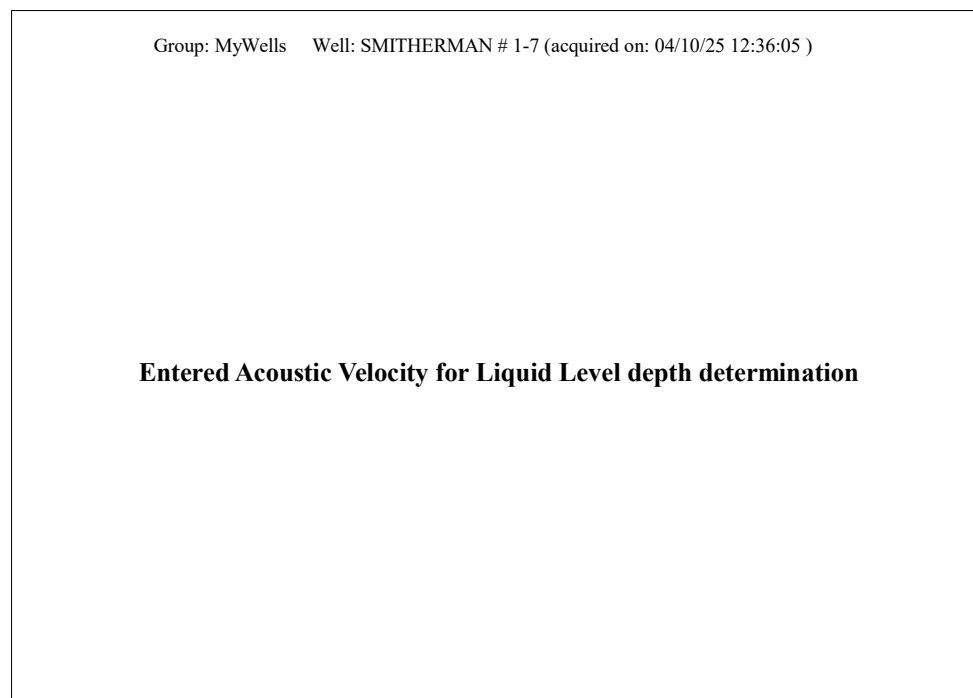 Group: MyWells Well: SMITHERMAN # 1-7 (acquired on: 04/10/25 12:36:05 )
Entered Acoustic Velocity for Liquid Level depth determination